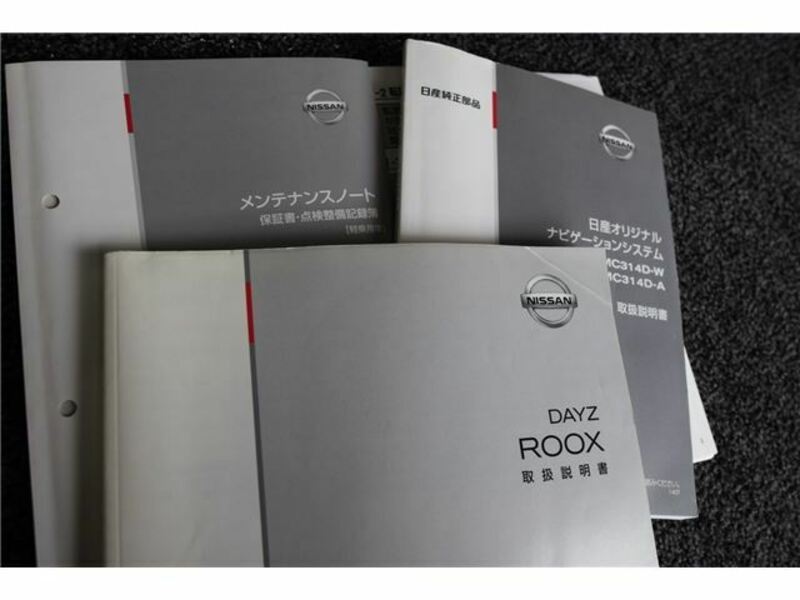 NISSAN
メンテナンスノート
保証書・点検整備記録簿
日産純正部品
NISSAN
日産オリジナル
ナビゲーションシステム
MC314D-W
MC314D-A
取扱説明書
NISSAN
DAYZ
ROOX
取扱説明書